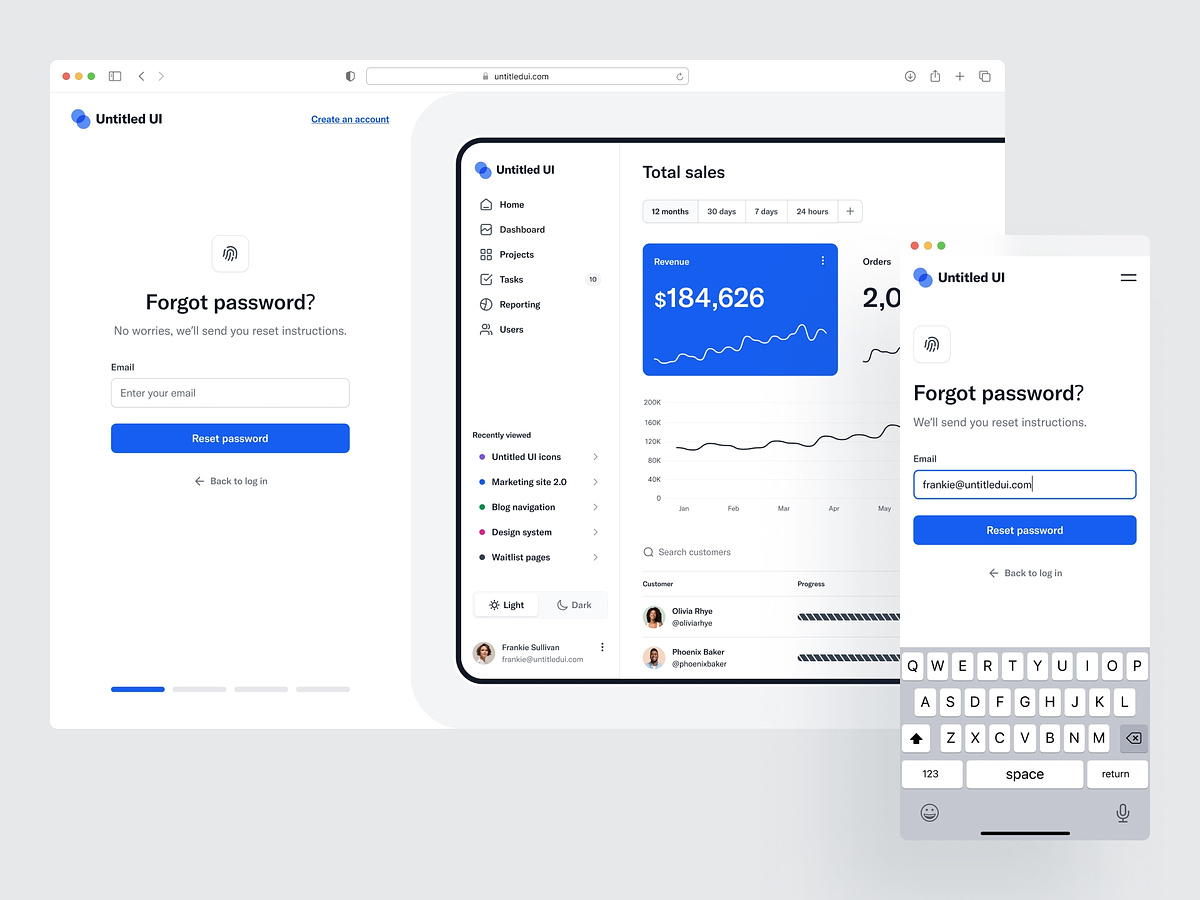 untitledui.com
Untitled UI
Create an account
Forgot password?
No worries, we'll send you reset instructions.
Email
Enter your email
Reset password
Back to log in
Untitled UI
Home
Dashboard
Projects
Tasks 10
Reporting
Users
Recently viewed
Untitled UI icons
Marketing site 2.0
Blog navigation
Design system
Waitlist pages
Light Dark
Frankie Sullivan
frankie@untitledui.com
Total sales
12 months 30 days 7 days 24 hours
Revenue
$184,626
Orders
2,0
200K
160K
120K
80K
40K
0
Jan Feb Mar Apr May
Search customers
Customer Progress
Olivia Rhye
@oliviarhye
Phoenix Baker
@phoenixbaker
Untitled UI
Forgot password?
We'll send you reset instructions.
Email
frankie@untitledui.com
Reset password
Back to log in
Q W E R T Y U I O P
A S D F G H J K L
Z X C V B N M
123 space return